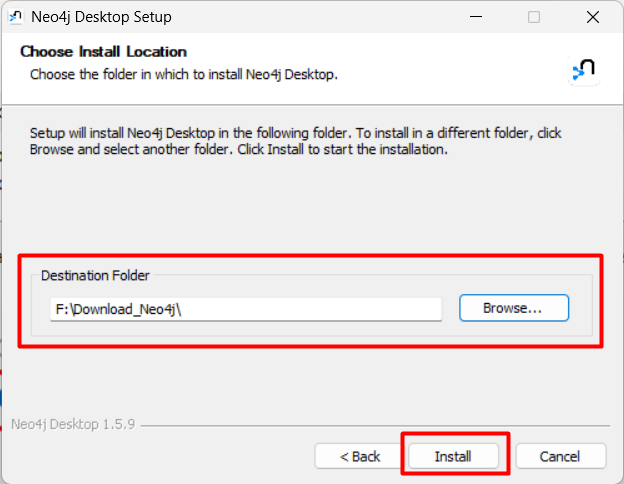 Neo4j Desktop Setup
Choose Install Location
Choose the folder in which to install Neo4j Desktop.
Setup will install Neo4j Desktop in the following folder. To install in a different folder, click
Browse and select another folder. Click Install to start the installation.
Destination Folder
F:\Download_Neo4j\
Browse...
Neo4j Desktop 1.5.9
< Back
Install
Cancel